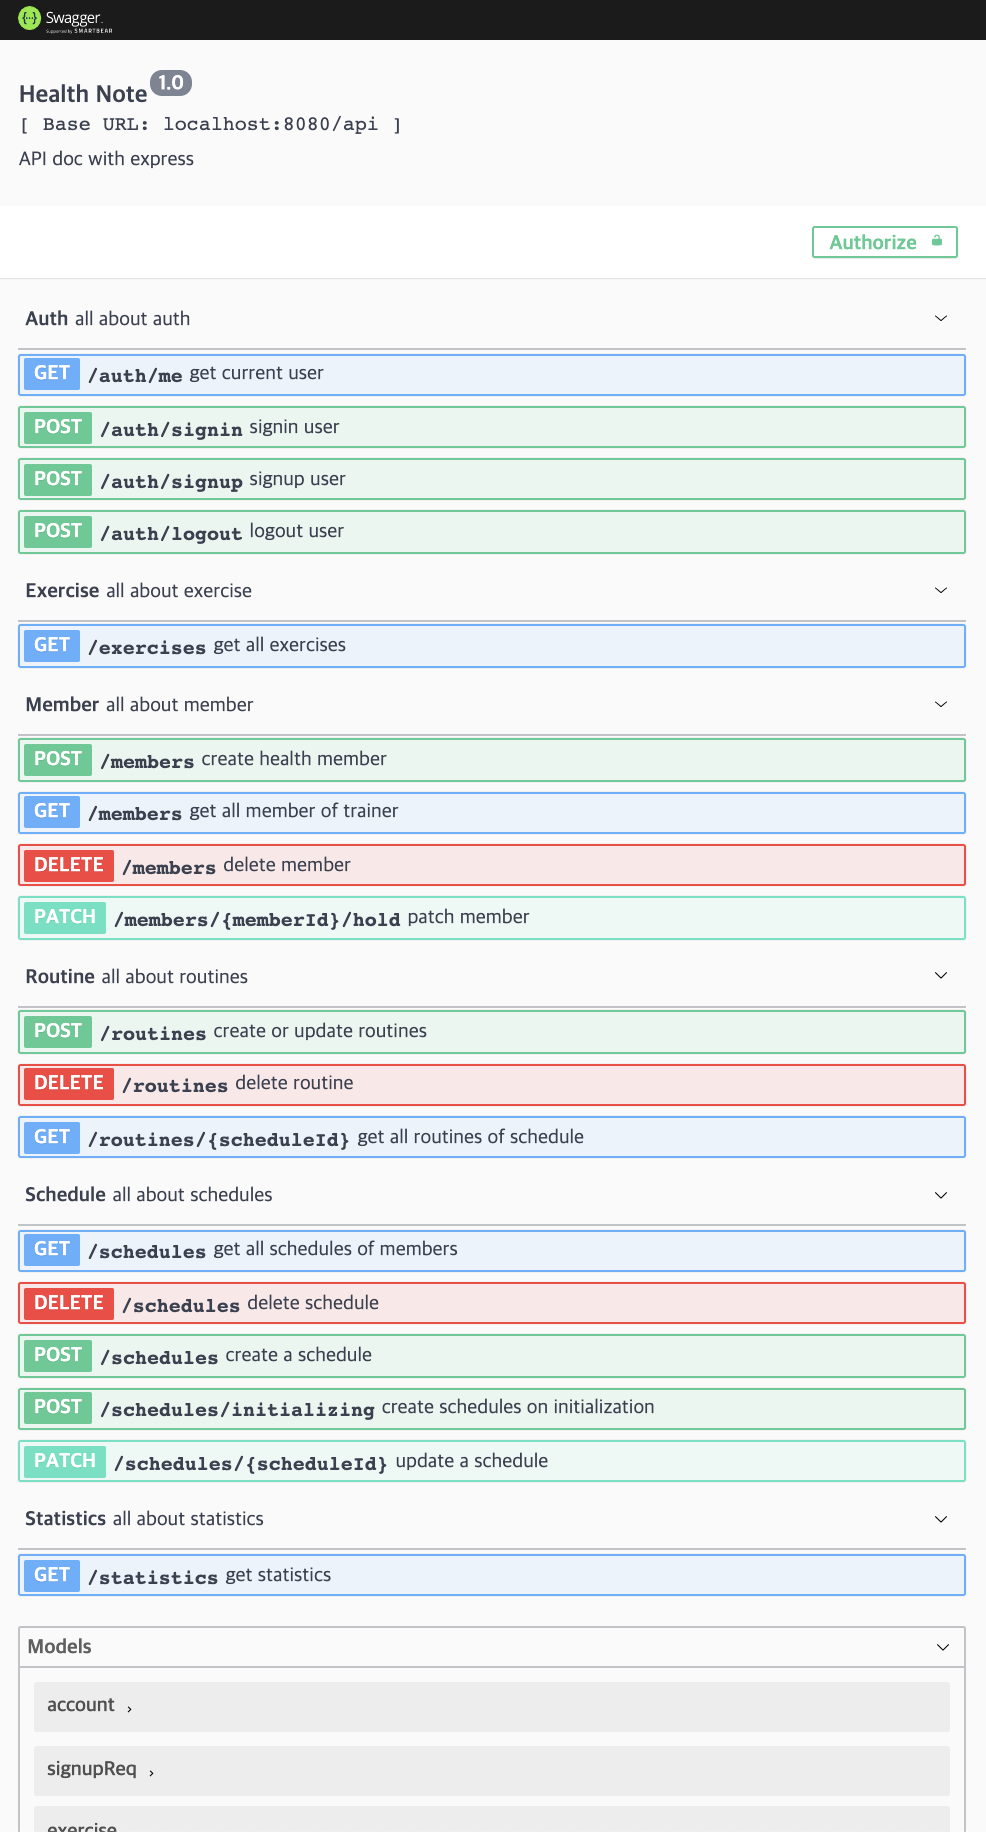 Swagger.
Supported by SMARTBEAR
Health Note 1.0
[ Base URL: localhost:8080/api ]
API doc with express
Authorize
Auth all about auth
GET /auth/me get current user
POST /auth/signin signin user
POST /auth/signup signup user
POST /auth/logout logout user
Exercise all about exercise
GET /exercises get all exercises
Member all about member
POST /members create health member
GET /members get all member of trainer
DELETE /members delete member
PATCH /members/{memberId}/hold patch member
Routine all about routines
POST /routines create or update routines
DELETE /routines delete routine
GET /routines/{scheduleId} get all routines of schedule
Schedule all about schedules
GET /schedules get all schedules of members
DELETE /schedules delete schedule
POST /schedules create a schedule
POST /schedules/initializing create schedules on initialization
PATCH /schedules/{scheduleId} update a schedule
Statistics all about statistics
GET /statistics get statistics
Models
account
signupReq
exercise